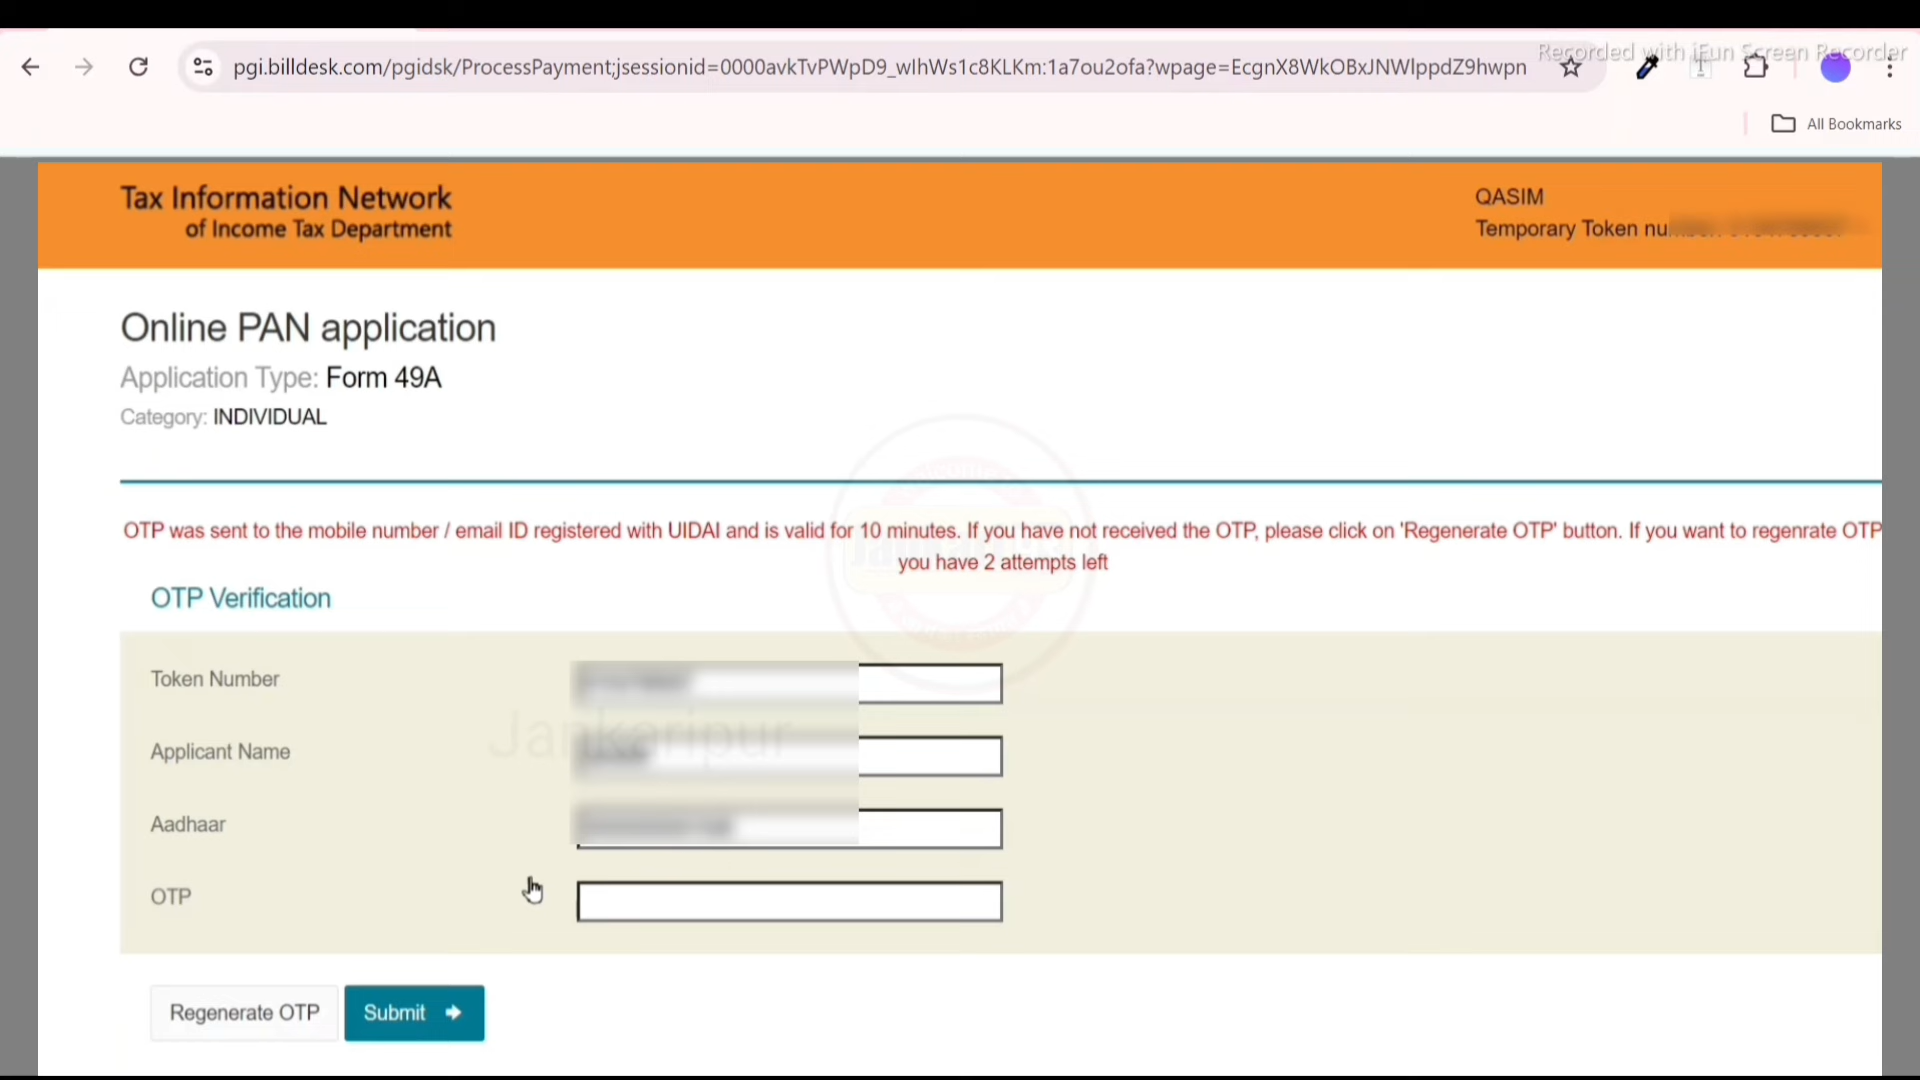 Recorded with iFun Screen Recorder
pgi.billdesk.com/pgidsk/ProcessPayment;jsessionid=0000avkTvPWpD9_wIhWs1c8KLKm:1a7ou2ofa?wpage=EcgnX8WkOBxJNWlppdZ9hwpn
All Bookmarks
Tax Information Network
of Income Tax Department
QASIM
Temporary Token
Online PAN application
Application Type: Form 49A
Category: INDIVIDUAL
OTP was sent to the mobile number / email ID registered with UIDAI and is valid for 10 minutes. If you have not received the OTP, please click on 'Regenerate OTP' button. If you want to regenrate OTP
you have 2 attempts left
OTP Verification
Token Number
Applicant Name
Jankaripur
Aadhaar
OTP
Regenerate OTP
Submit